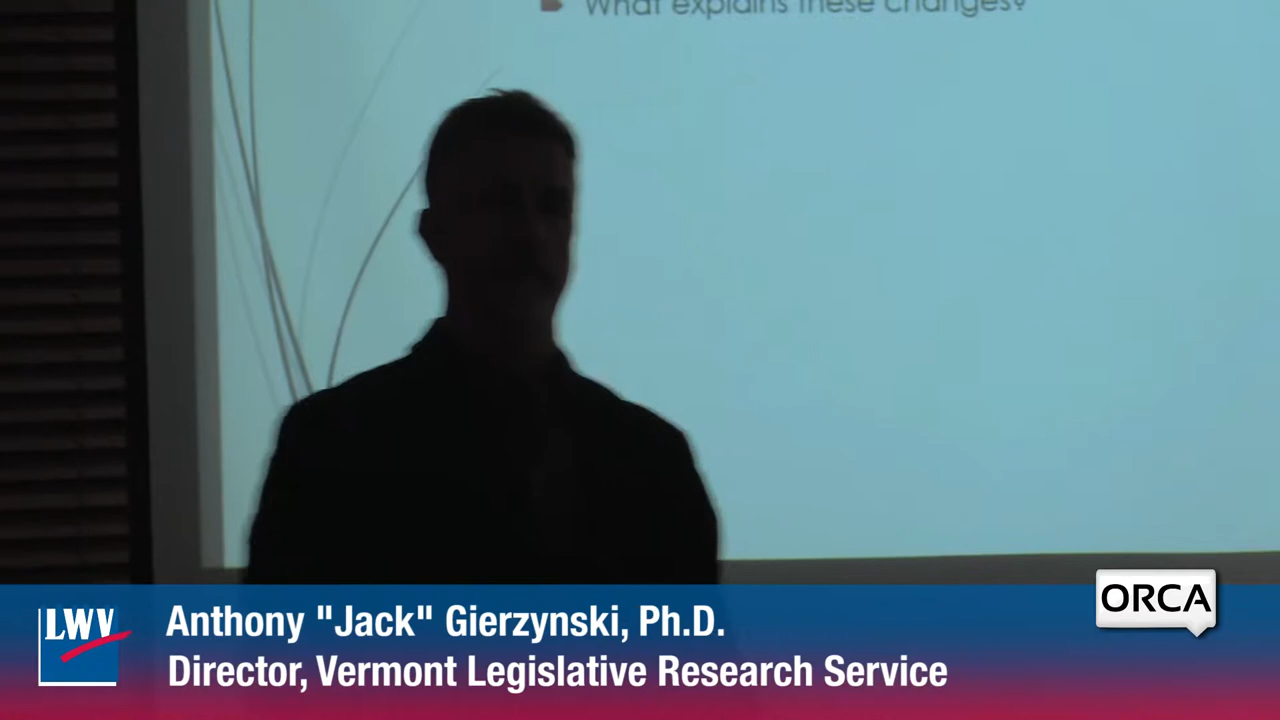 What explains these changes?
ORCA
LWV
Anthony "Jack" Gierzynski, Ph.D.
Director, Vermont Legislative Research Service